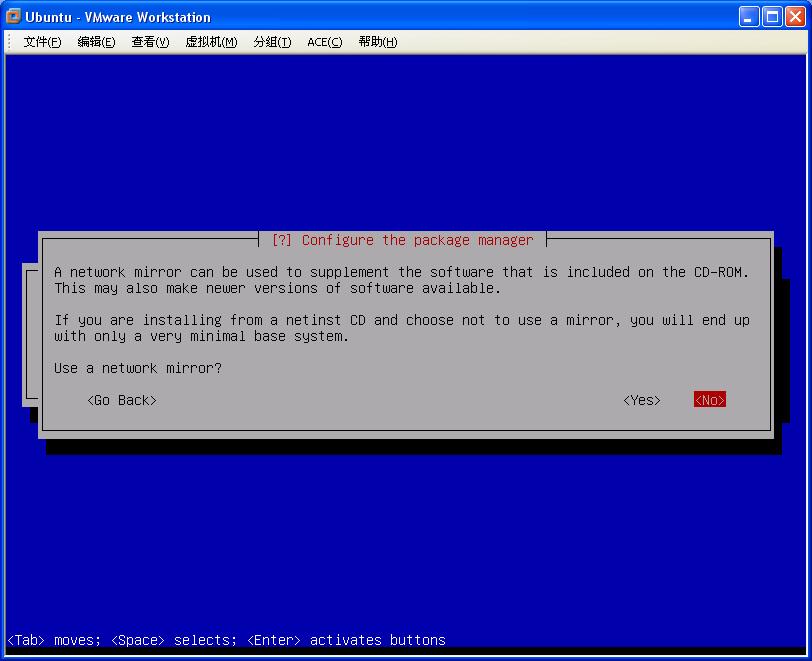 Ubuntu - VMware Workstation
文件(F) 编辑(E) 查看(V) 虚拟机(M) 分组(T) ACE(C) 帮助(H)
[?] Configure the package manager
A network mirror can be used to supplement the software that is included on the CD-ROM.
This may also make newer versions of software available.
If you are installing from a netinst CD and choose not to use a mirror, you will end up
with only a very minimal base system.
Use a network mirror?
<Go Back> <Yes> <No>
<Tab> moves; <Space> selects; <Enter> activates buttons